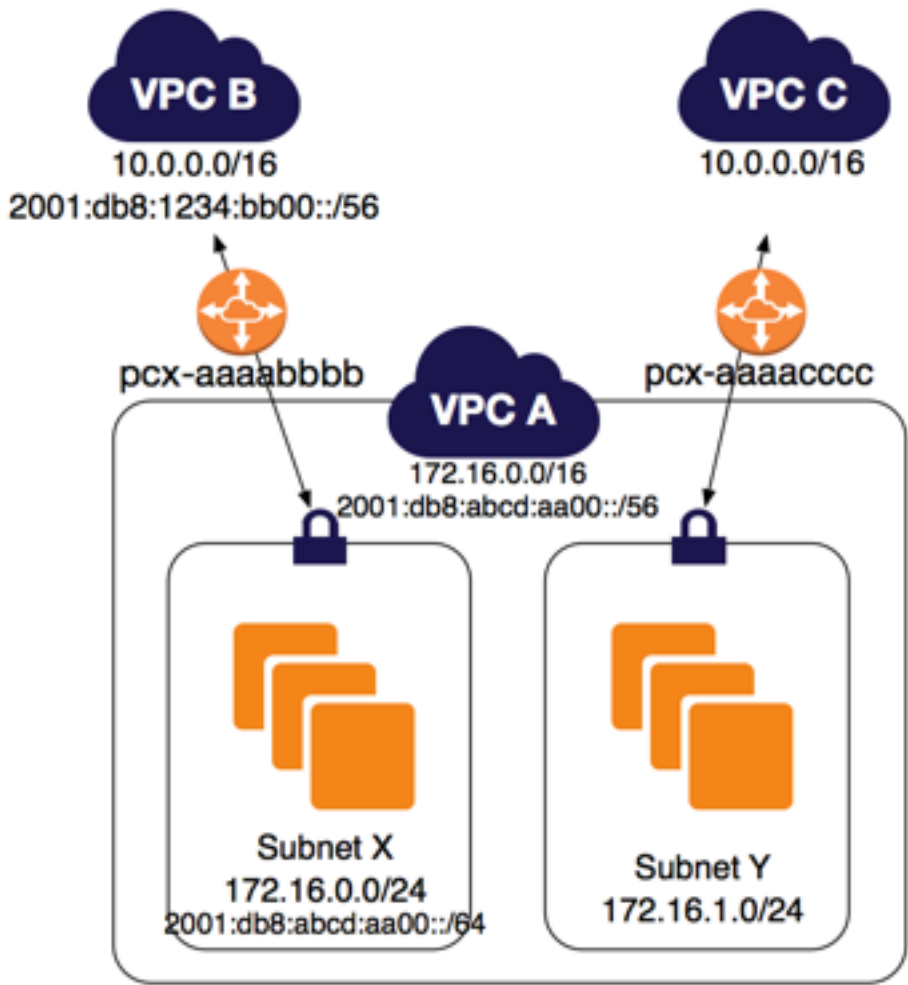 VPC B
10.0.0.0/16
2001:db8:1234:bb00::/56
VPC C
10.0.0.0/16
pcx-aaaabbbb
pcx-aaaacccc
VPC A
172.16.0.0/16
2001:db8:abcd:aa00::/56
Subnet X
172.16.0.0/24
2001:db8:abcd:aa00::/64
Subnet Y
172.16.1.0/24